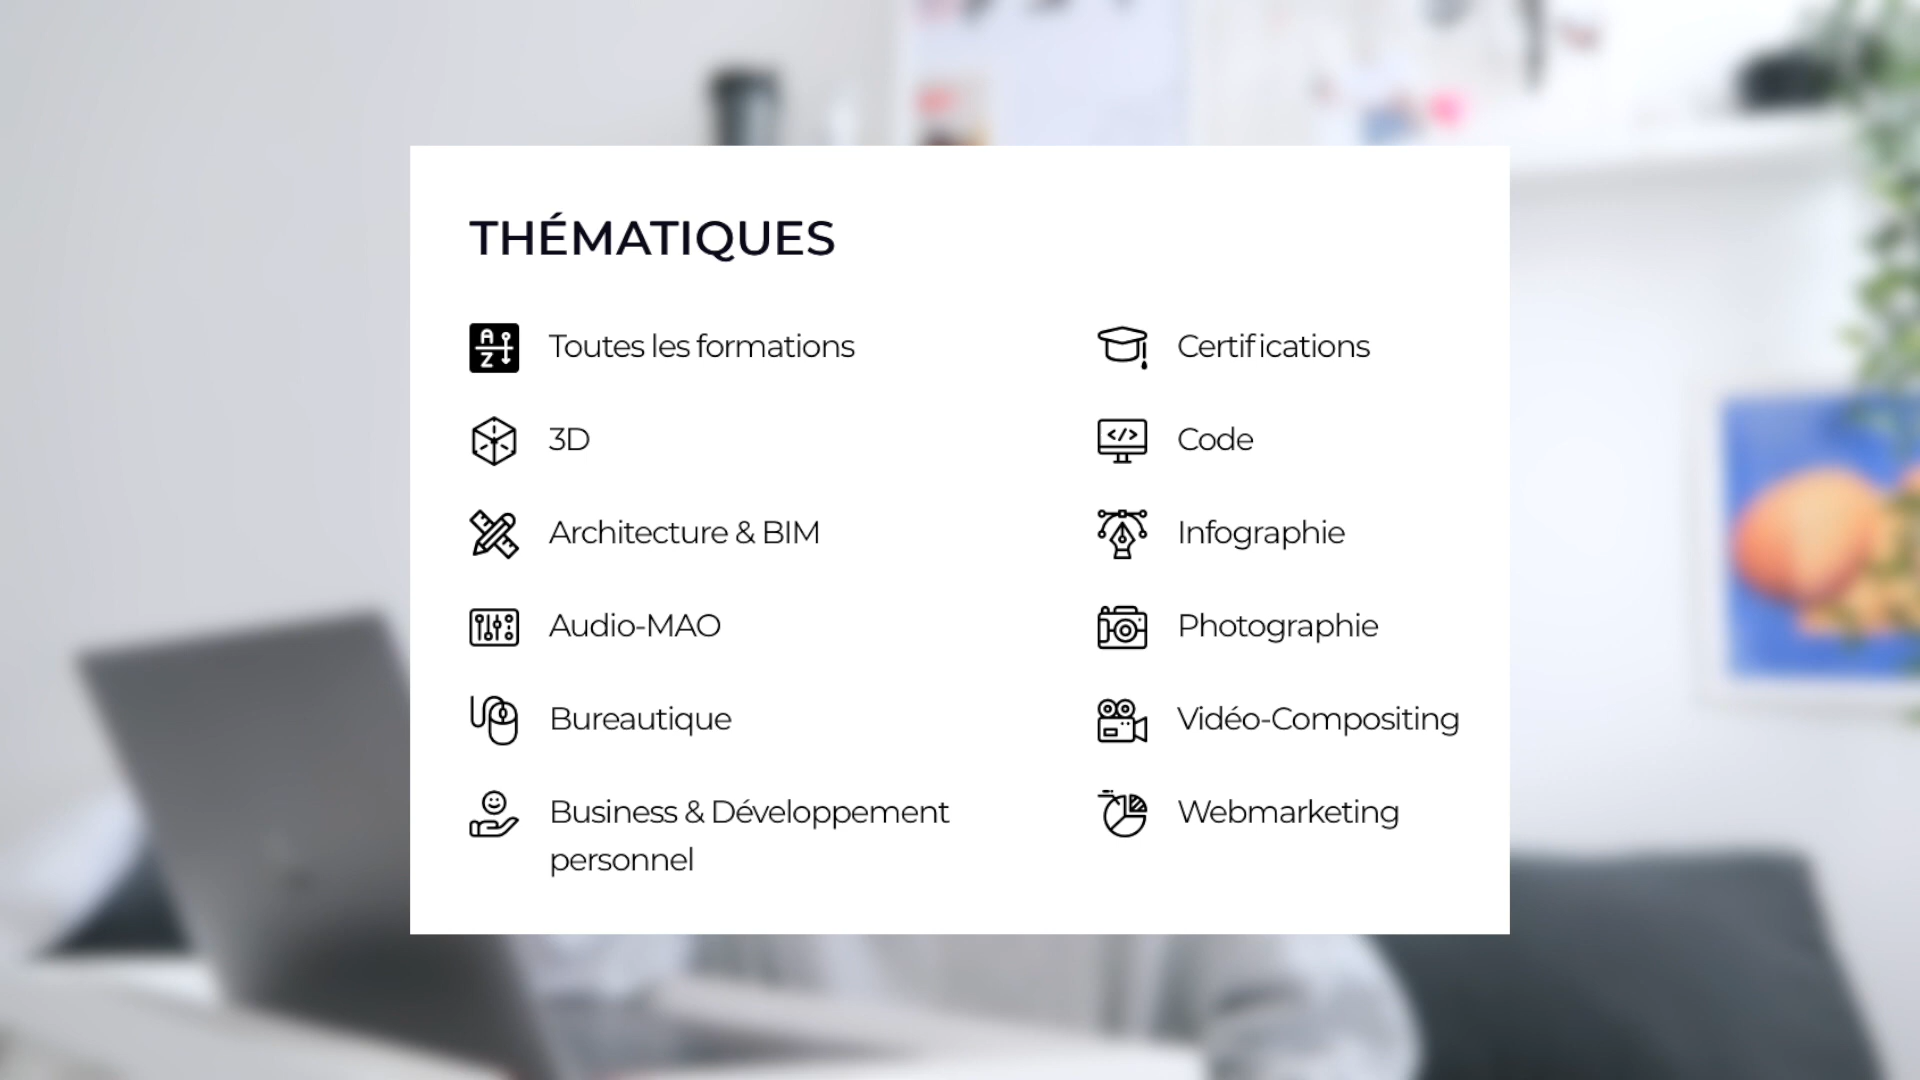 THÉMATIQUES
Toutes les formations
3D
Architecture & BIM
Audio-MAO
Bureautique
Business & Développement
personnel
Certifications
Code
Infographie
Photographie
Vidéo-Compositing
Webmarketing